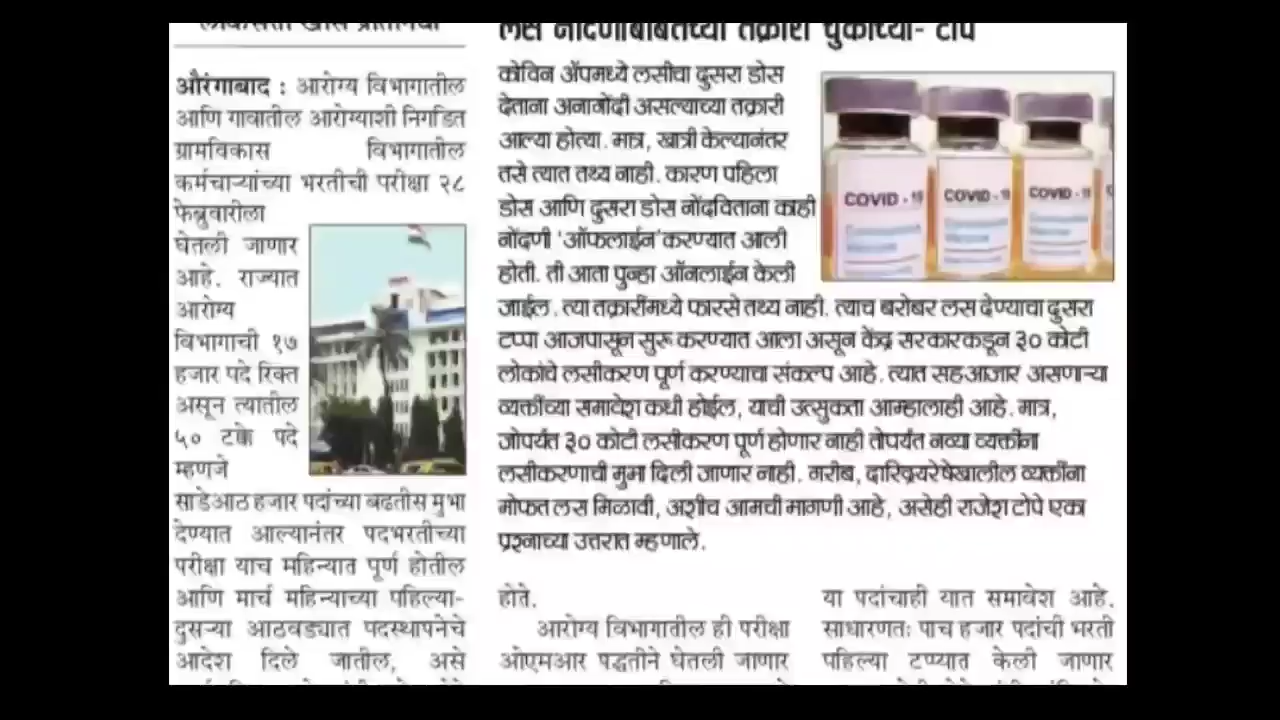 औरंगाबाद : आरोग्य विभागातील
आणि गावातील आरोग्याशी निगडित
ग्रामविकास विभागातील
कर्मचाऱ्यांच्या भरतीची परीक्षा २८
फेब्रुवारीला
घेतली जाणार
आहे. राज्यात
आरोग्य
विभागाची १७
हजार पदे रिक्त
असून त्यातील
५० टक्के पदे
म्हणजे
साडेआठ हजार पदांच्या बढतीस मुभा
देण्यात आल्यानंतर पदभरतीच्या
परीक्षा याच महिन्यात पूर्ण होतील
आणि मार्च महिन्याच्या पहिल्या-
दुसऱ्या आठवड्यात पदस्थापनेचे
आदेश दिले जातील, असे
लस नोंदणीबाबतच्या तक्रारी चुकीच्या- टोपे
कोविन अ‍ॅपमध्ये लसीचा दुसरा डोस
देताना अनागोंदी असल्याच्या तक्रारी
आल्या होत्या. मात्र, खात्री केल्यानंतर
तसे त्यात तथ्य नाही. कारण पहिला
डोस आणि दुसरा डोस नोंदविताना काही
नोंदणी 'ऑफलाईन' करण्यात आली
होती. ती आता पुन्हा ऑनलाईन केली
जाईल. त्या तक्रारींमध्ये फारसे तथ्य नाही. त्याच बरोबर लस देण्याचा दुसरा
टप्पा आजपासून सुरू करण्यात आला असून केंद्र सरकारकडून ३० कोटी
लोकांचे लसीकरण पूर्ण करण्याचा संकल्प आहे. त्यात सहआजार असणाऱ्या
व्यक्तींच्या समावेश कधी होईल, याची उत्सुकता आम्हालाही आहे. मात्र,
जोपर्यंत ३० कोटी लसीकरण पूर्ण होणार नाही तोपर्यंत नव्या व्यक्तींना
लसीकरणाची मुभा दिली जाणार नाही. गरीब, दारिद्र्यरेषेखालील व्यक्तींना
मोफत लस मिळावी, अशीच आमची मागणी आहे, असेही राजेश टोपे एका
प्रश्नाच्या उत्तरात म्हणाले.
COVID - 19
COVID - 19
COVID - 19
होते.
आरोग्य विभागातील ही परीक्षा
ओएमआर पद्धतीने घेतली जाणार
या पदांचाही यात समावेश आहे.
साधारणतः पाच हजार पदांची भरती
पहिल्या टप्प्यात केली जाणार